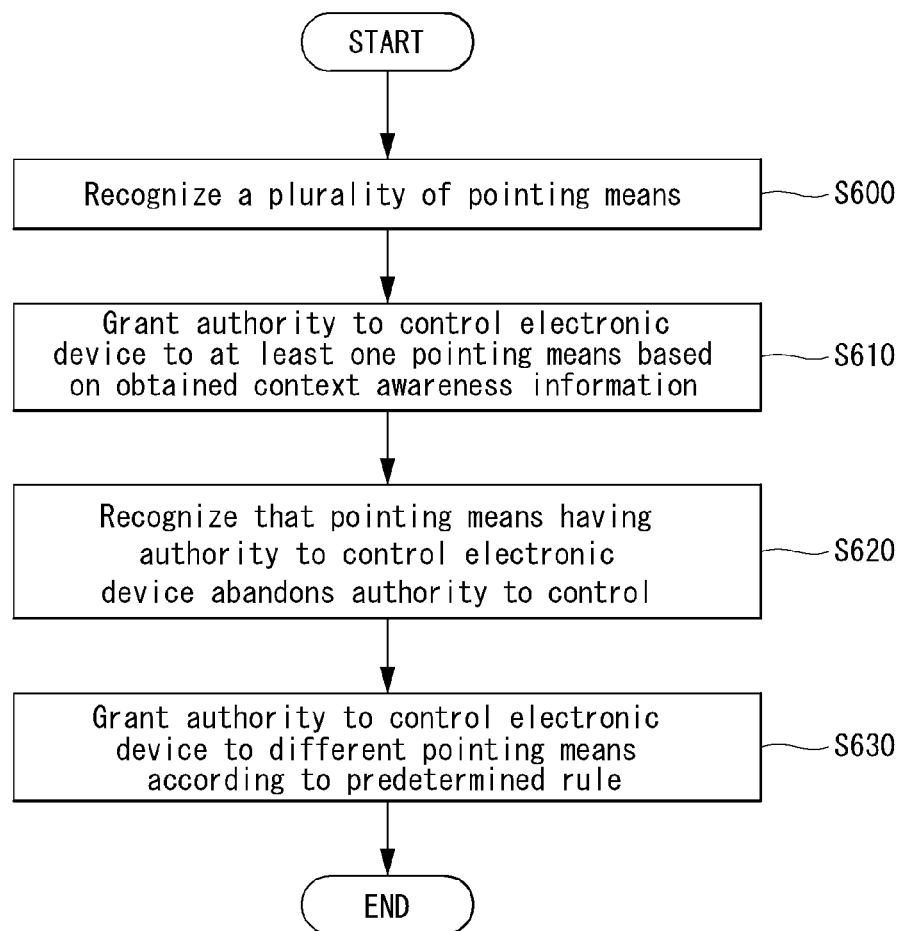 START
Recognize a plurality of pointing means
S600
Grant authority to control electronic
device to at least one pointing means based
on obtained context awareness information
S610
Recognize that pointing means having
authority to control electronic
device abandons authority to control
S620
Grant authority to control electronic
device to different pointing means
according to predetermined rule
S630
END